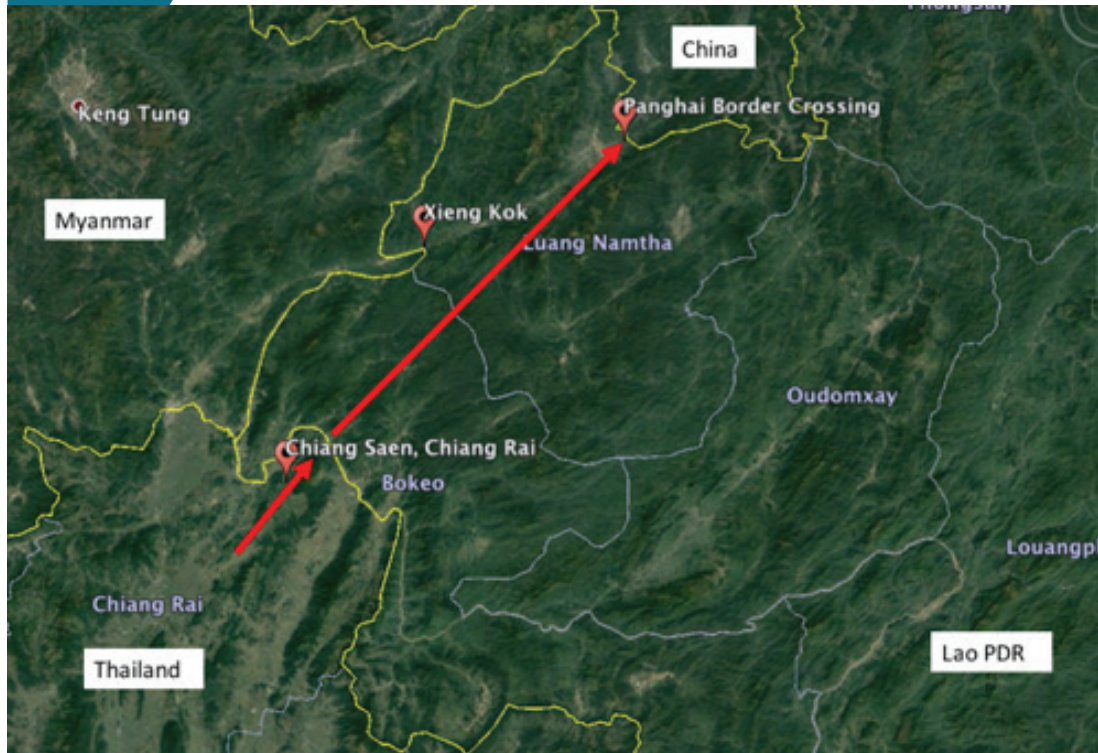 China
Panghai Border Crossing
Keng Tung
Myanmar
Xieng Kok
Luang Namtha
Oudomxay
Chiang Saen, Chiang Rai
Bokeo
Chiang Rai
Thailand
Lao PDR